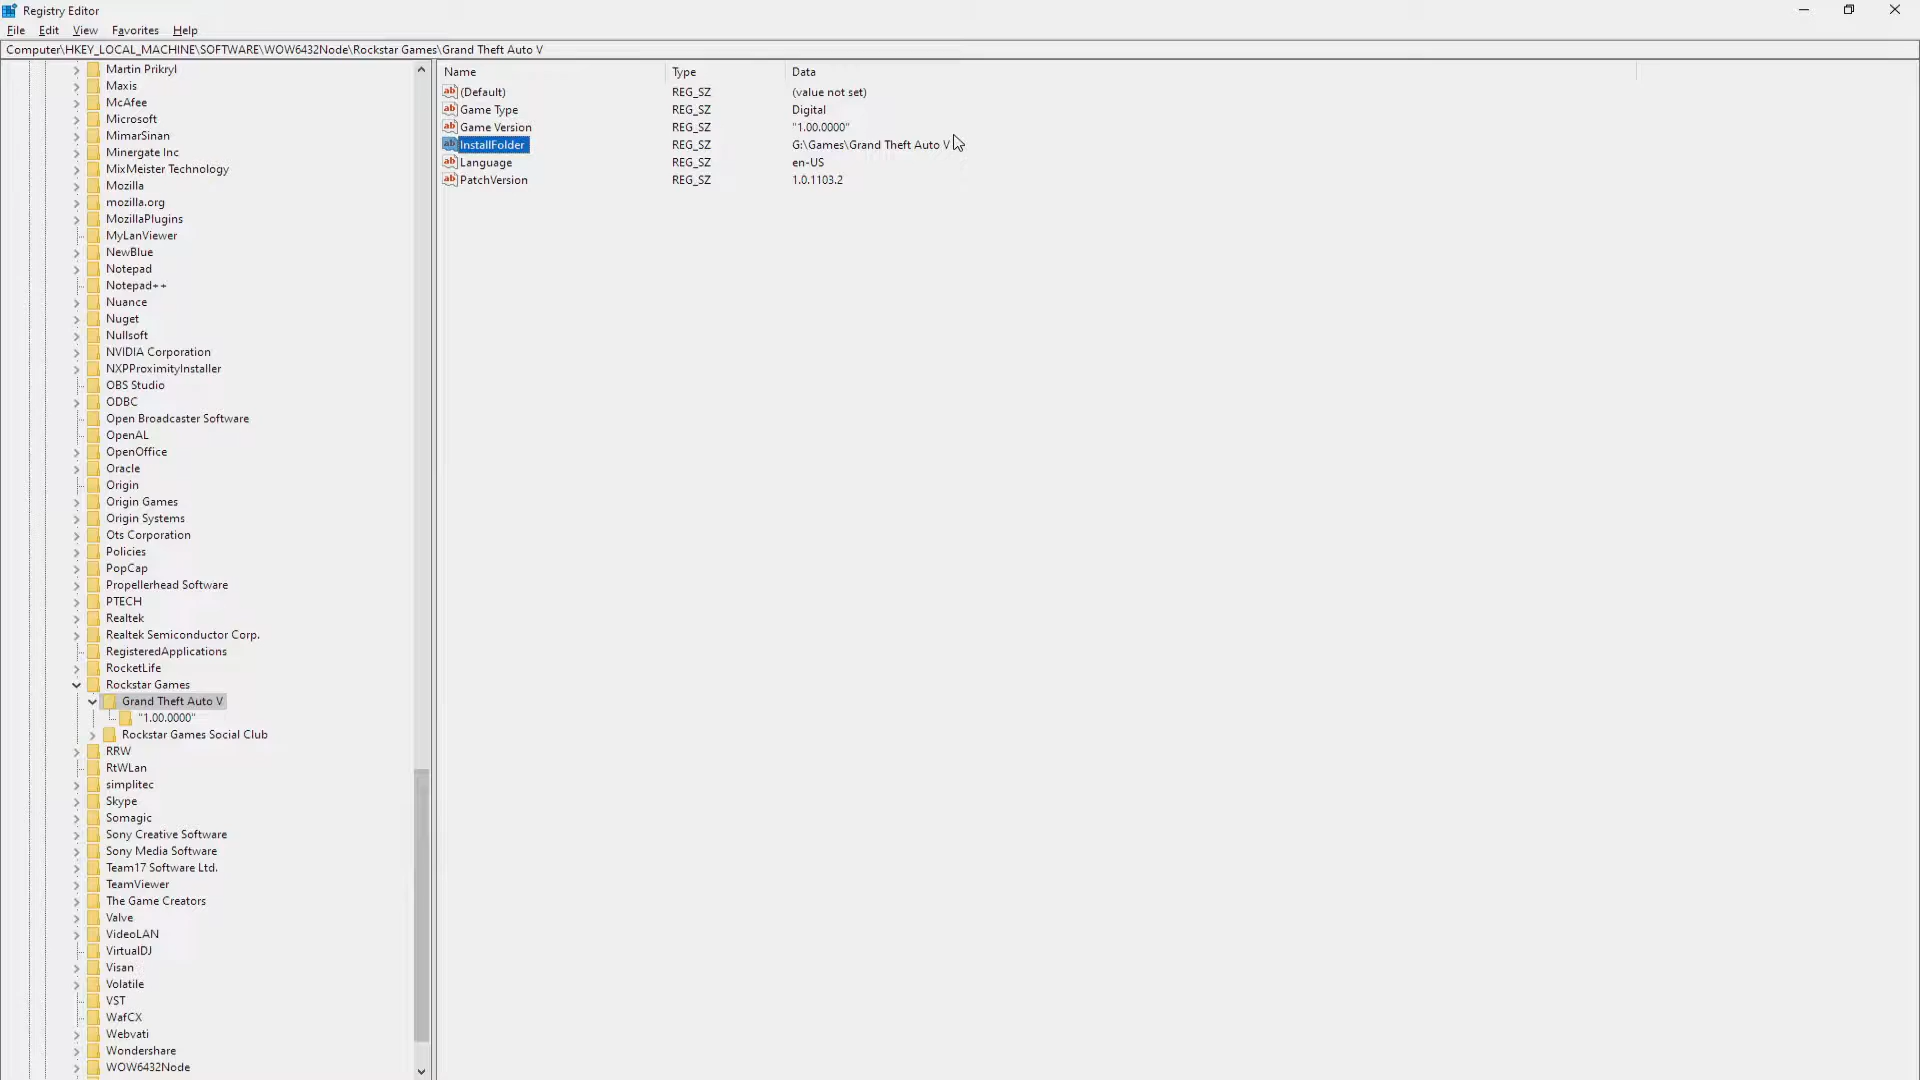 Registry Editor
File Edit View Favorites Help
Computer\HKEY_LOCAL_MACHINE\SOFTWARE\WOW6432Node\Rockstar Games\Grand Theft Auto V
Martin Prikryl
Maxis
McAfee
Microsoft
MimarSinan
Minergate Inc
MixMeister Technology
Mozilla
mozilla.org
MozillaPlugins
MyLanViewer
NewBlue
Notepad
Notepad++
Nuance
Nuget
Nullsoft
NVIDIA Corporation
NXPProximityInstaller
OBS Studio
ODBC
Open Broadcaster Software
OpenAL
OpenOffice
Oracle
Origin
Origin Games
Origin Systems
Ots Corporation
Policies
PopCap
Propellerhead Software
PTECH
Realtek
Realtek Semiconductor Corp.
RegisteredApplications
RocketLife
Rockstar Games
Grand Theft Auto V
"1.00.0000"
Rockstar Games Social Club
RRW
RtWLan
simplitec
Skype
Somagic
Sony Creative Software
Sony Media Software
Team17 Software Ltd.
TeamViewer
The Game Creators
Valve
VideoLAN
VirtualDJ
Visan
Volatile
VST
WafCX
Webvati
Wondershare
WOW6432Node
Name Type Data
(Default) REG_SZ (value not set)
Game Type REG_SZ Digital
Game Version REG_SZ "1.00.0000"
InstallFolder REG_SZ G:\Games\Grand Theft Auto V
Language REG_SZ en-US
PatchVersion REG_SZ 1.0.1103.2